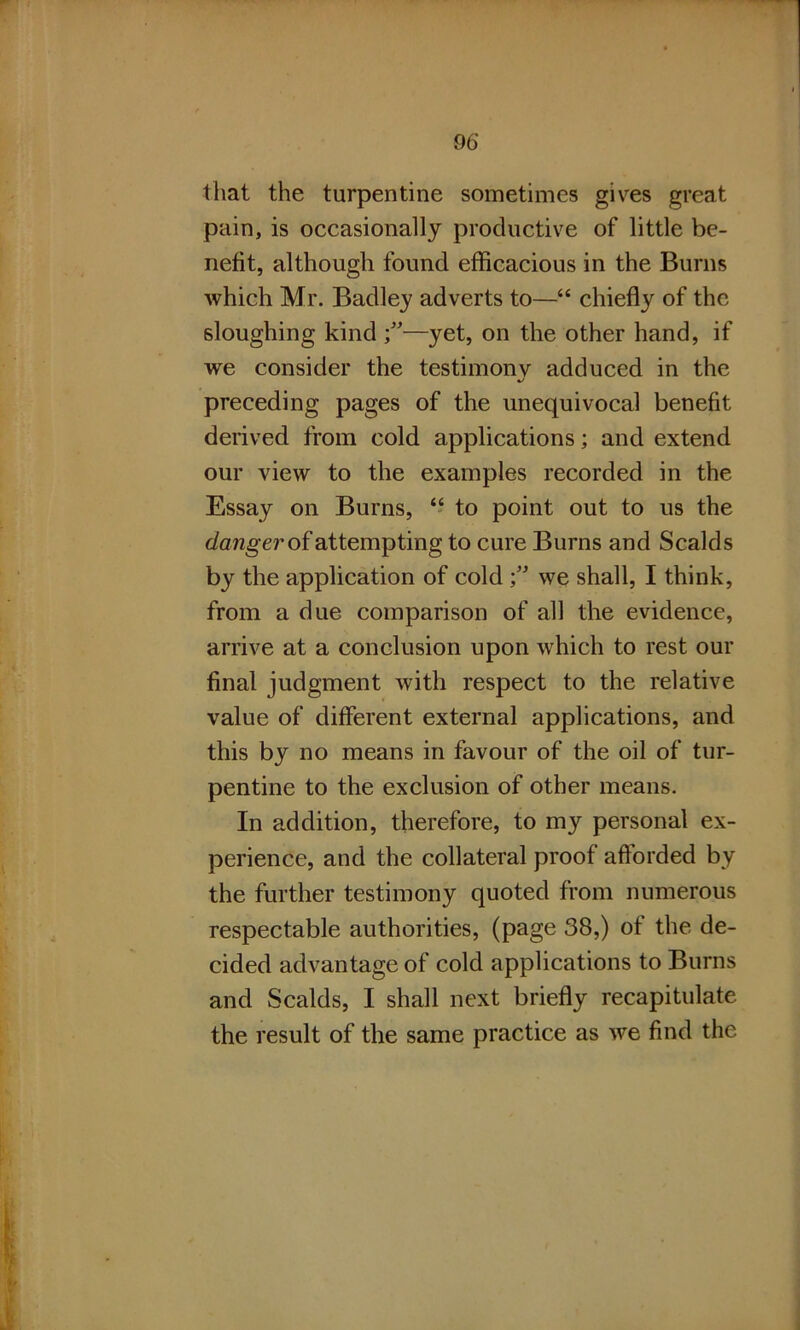 96
that the turpentine sometimes gives great
pain, is occasionally productive of little be-
nefit, although found efficacious in the Burns
which Mr. Badley adverts to—“ chiefly of the
sloughing kind ;”—yet, on the other hand, if
we consider the testimony adduced in the
preceding pages of the unequivocal benefit
derived from cold applications; and extend
our view to the examples recorded in the
Essay on Burns, “ to point out to us the
danger of attempting to cure Burns and Scalds
by the application of cold ;” we shall, I think,
from a due comparison of all the evidence,
arrive at a conclusion upon which to rest our
final judgment with respect to the relative
value of different external applications, and
this by no means in favour of the oil of tur-
pentine to the exclusion of other means.
In addition, therefore, to my personal ex-
perience, and the collateral proof afforded by
the further testimony quoted from numerous
respectable authorities, (page 38,) of the de-
cided advantage of cold applications to Burns
and Scalds, I shall next briefly recapitulate
the result of the same practice as we find the